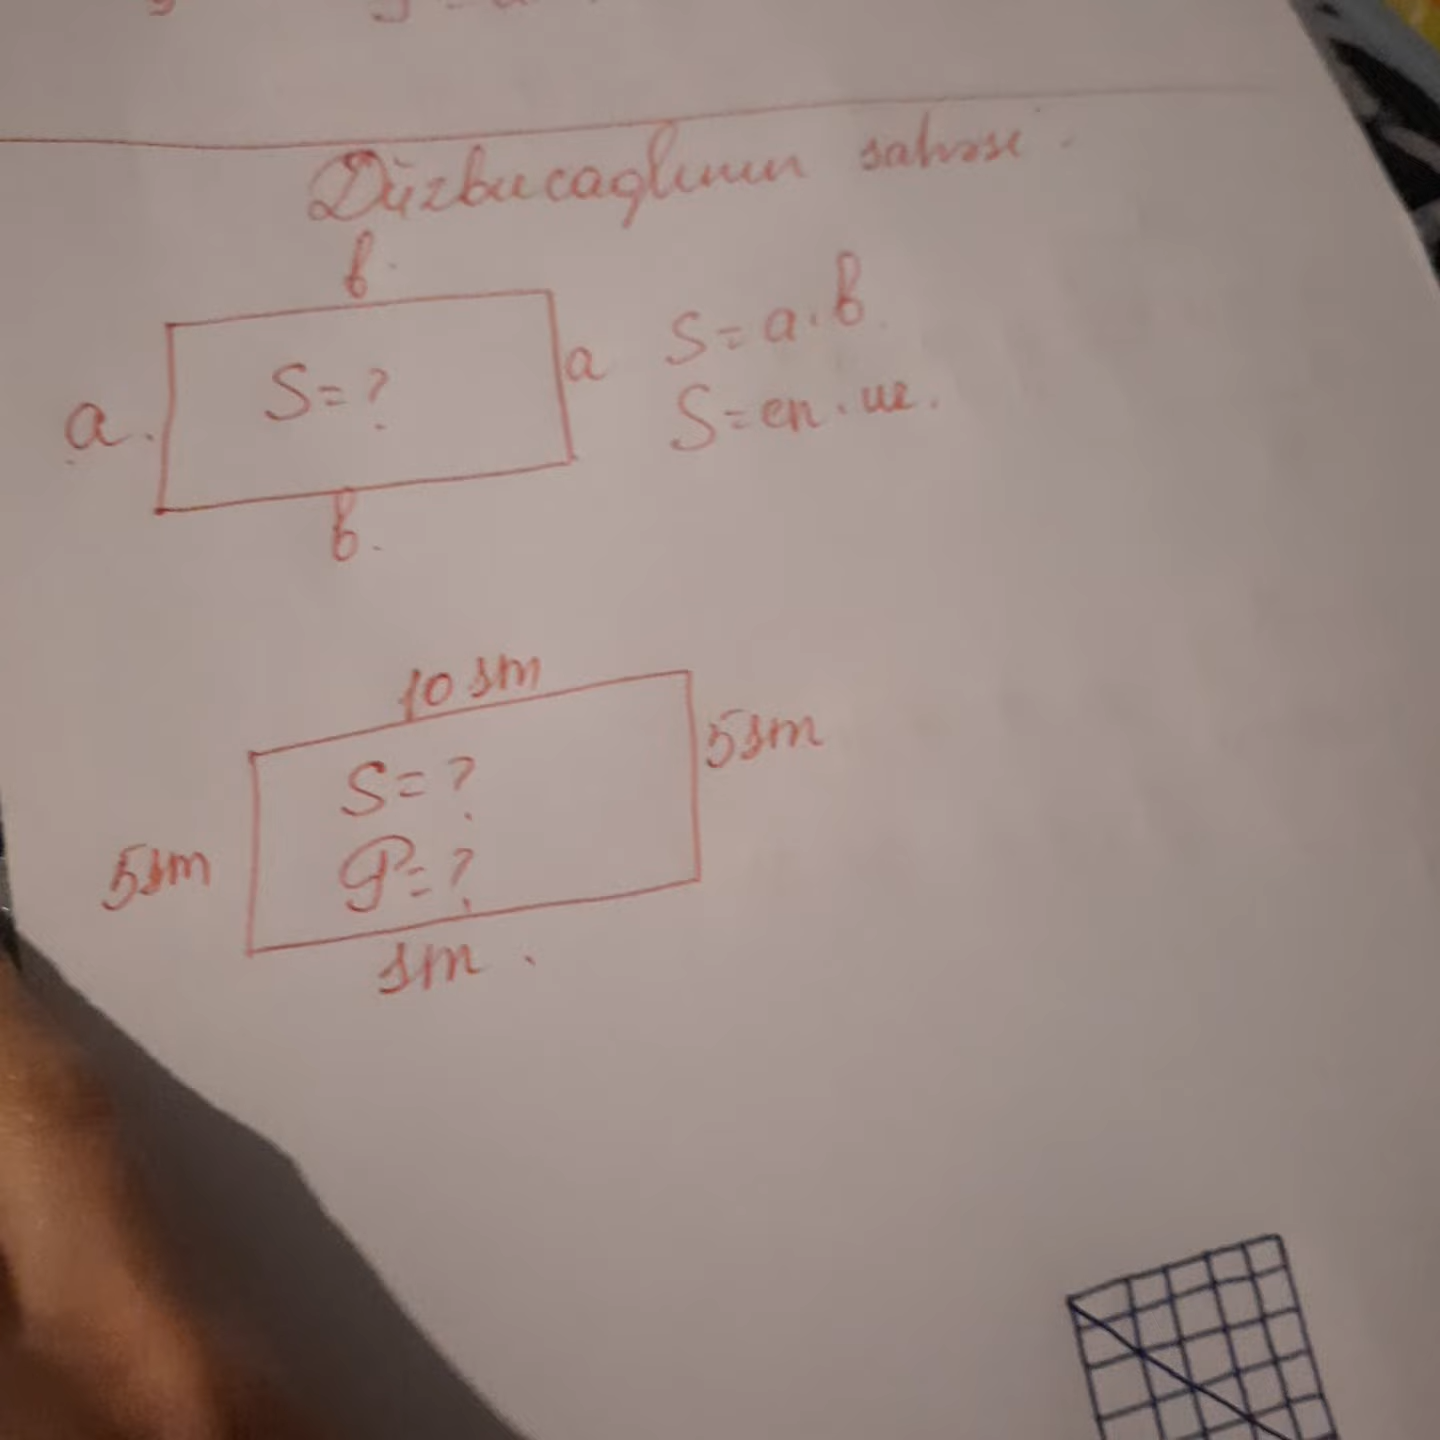 Düzbucaqlının sahəsi.
b
a. S=? a
b.
S=a.b
S=en.uz.
10 sm
S=? 5sm
5sm P=?
sm.